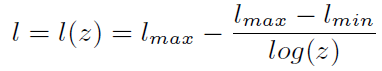 l = l(z) = l_{max} - \frac{l_{max} - l_{min}}{log(z)}